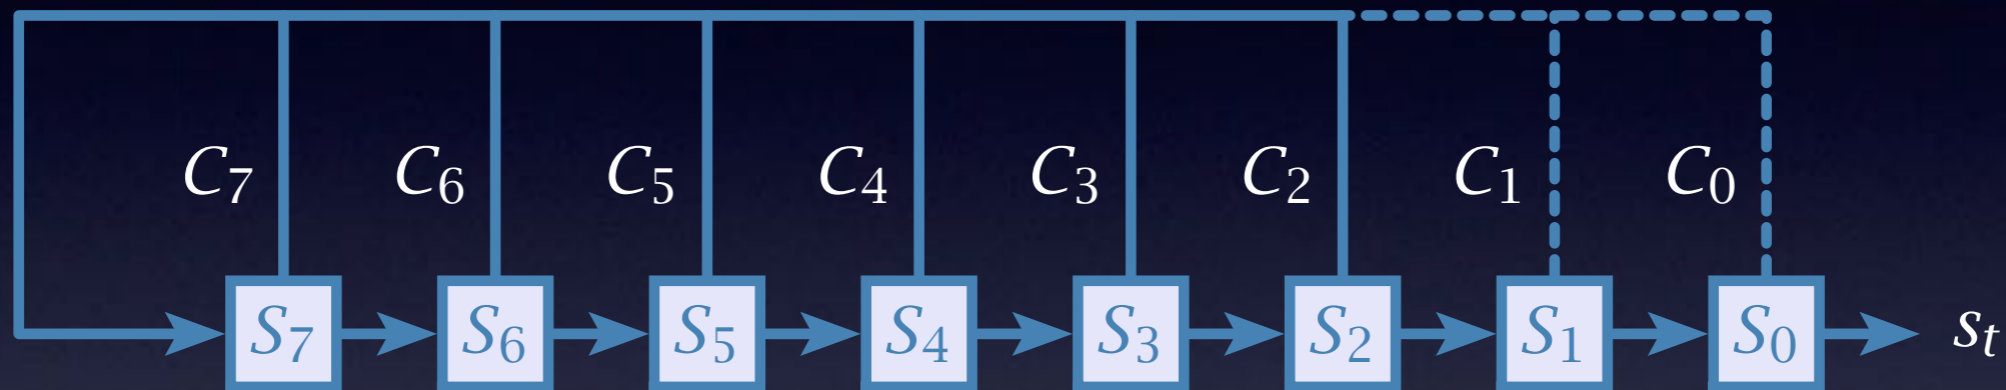 C₇ C₆ C₅ C₄ C₃ C₂ C₁ C₀
S₇ S₆ S₅ S₄ S₃ S₂ S₁ S₀ sₜ